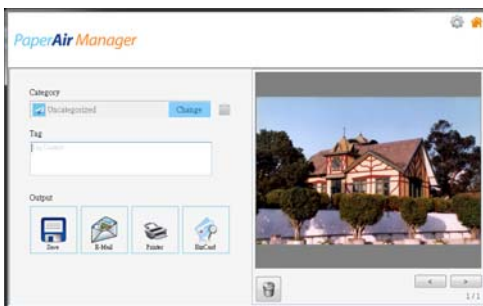 PaperAir Manager
Category
Uncategorized
Change
Tag
Output
Save
E-Mail
Printer
BizCard
< >
1/1